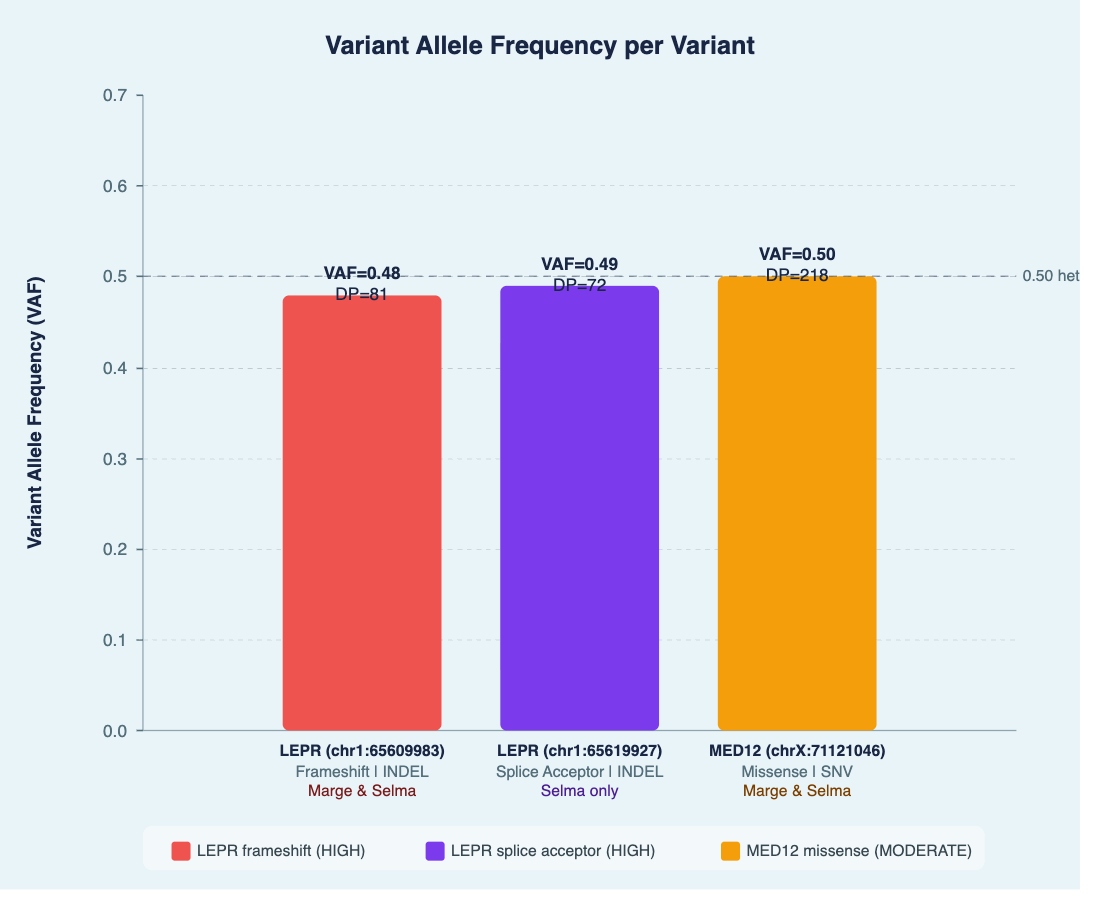 Variant Allele Frequency per Variant
Variant Allele Frequency (VAF)
0.7
0.6
0.5
0.4
0.3
0.2
0.1
0.0
VAF=0.48
DP=81
VAF=0.49
DP=72
VAF=0.50
DP=218
0.50 het
LEPR (chr1:65609983)
Frameshift | INDEL
Marge & Selma
LEPR (chr1:65619927)
Splice Acceptor | INDEL
Selma only
MED12 (chrX:71121046)
Missense | SNV
Marge & Selma
LEPR frameshift (HIGH)
LEPR splice acceptor (HIGH)
MED12 missense (MODERATE)